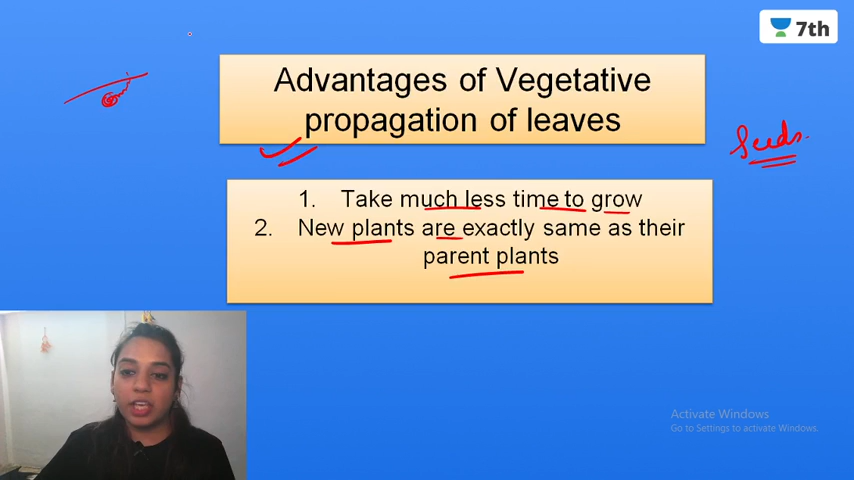 7th
Advantages of Vegetative
propagation of leaves
Seeds.
1. Take much less time to grow
2. New plants are exactly same as their
parent plants
Activate Windows
Go to Settings to activate Windows.